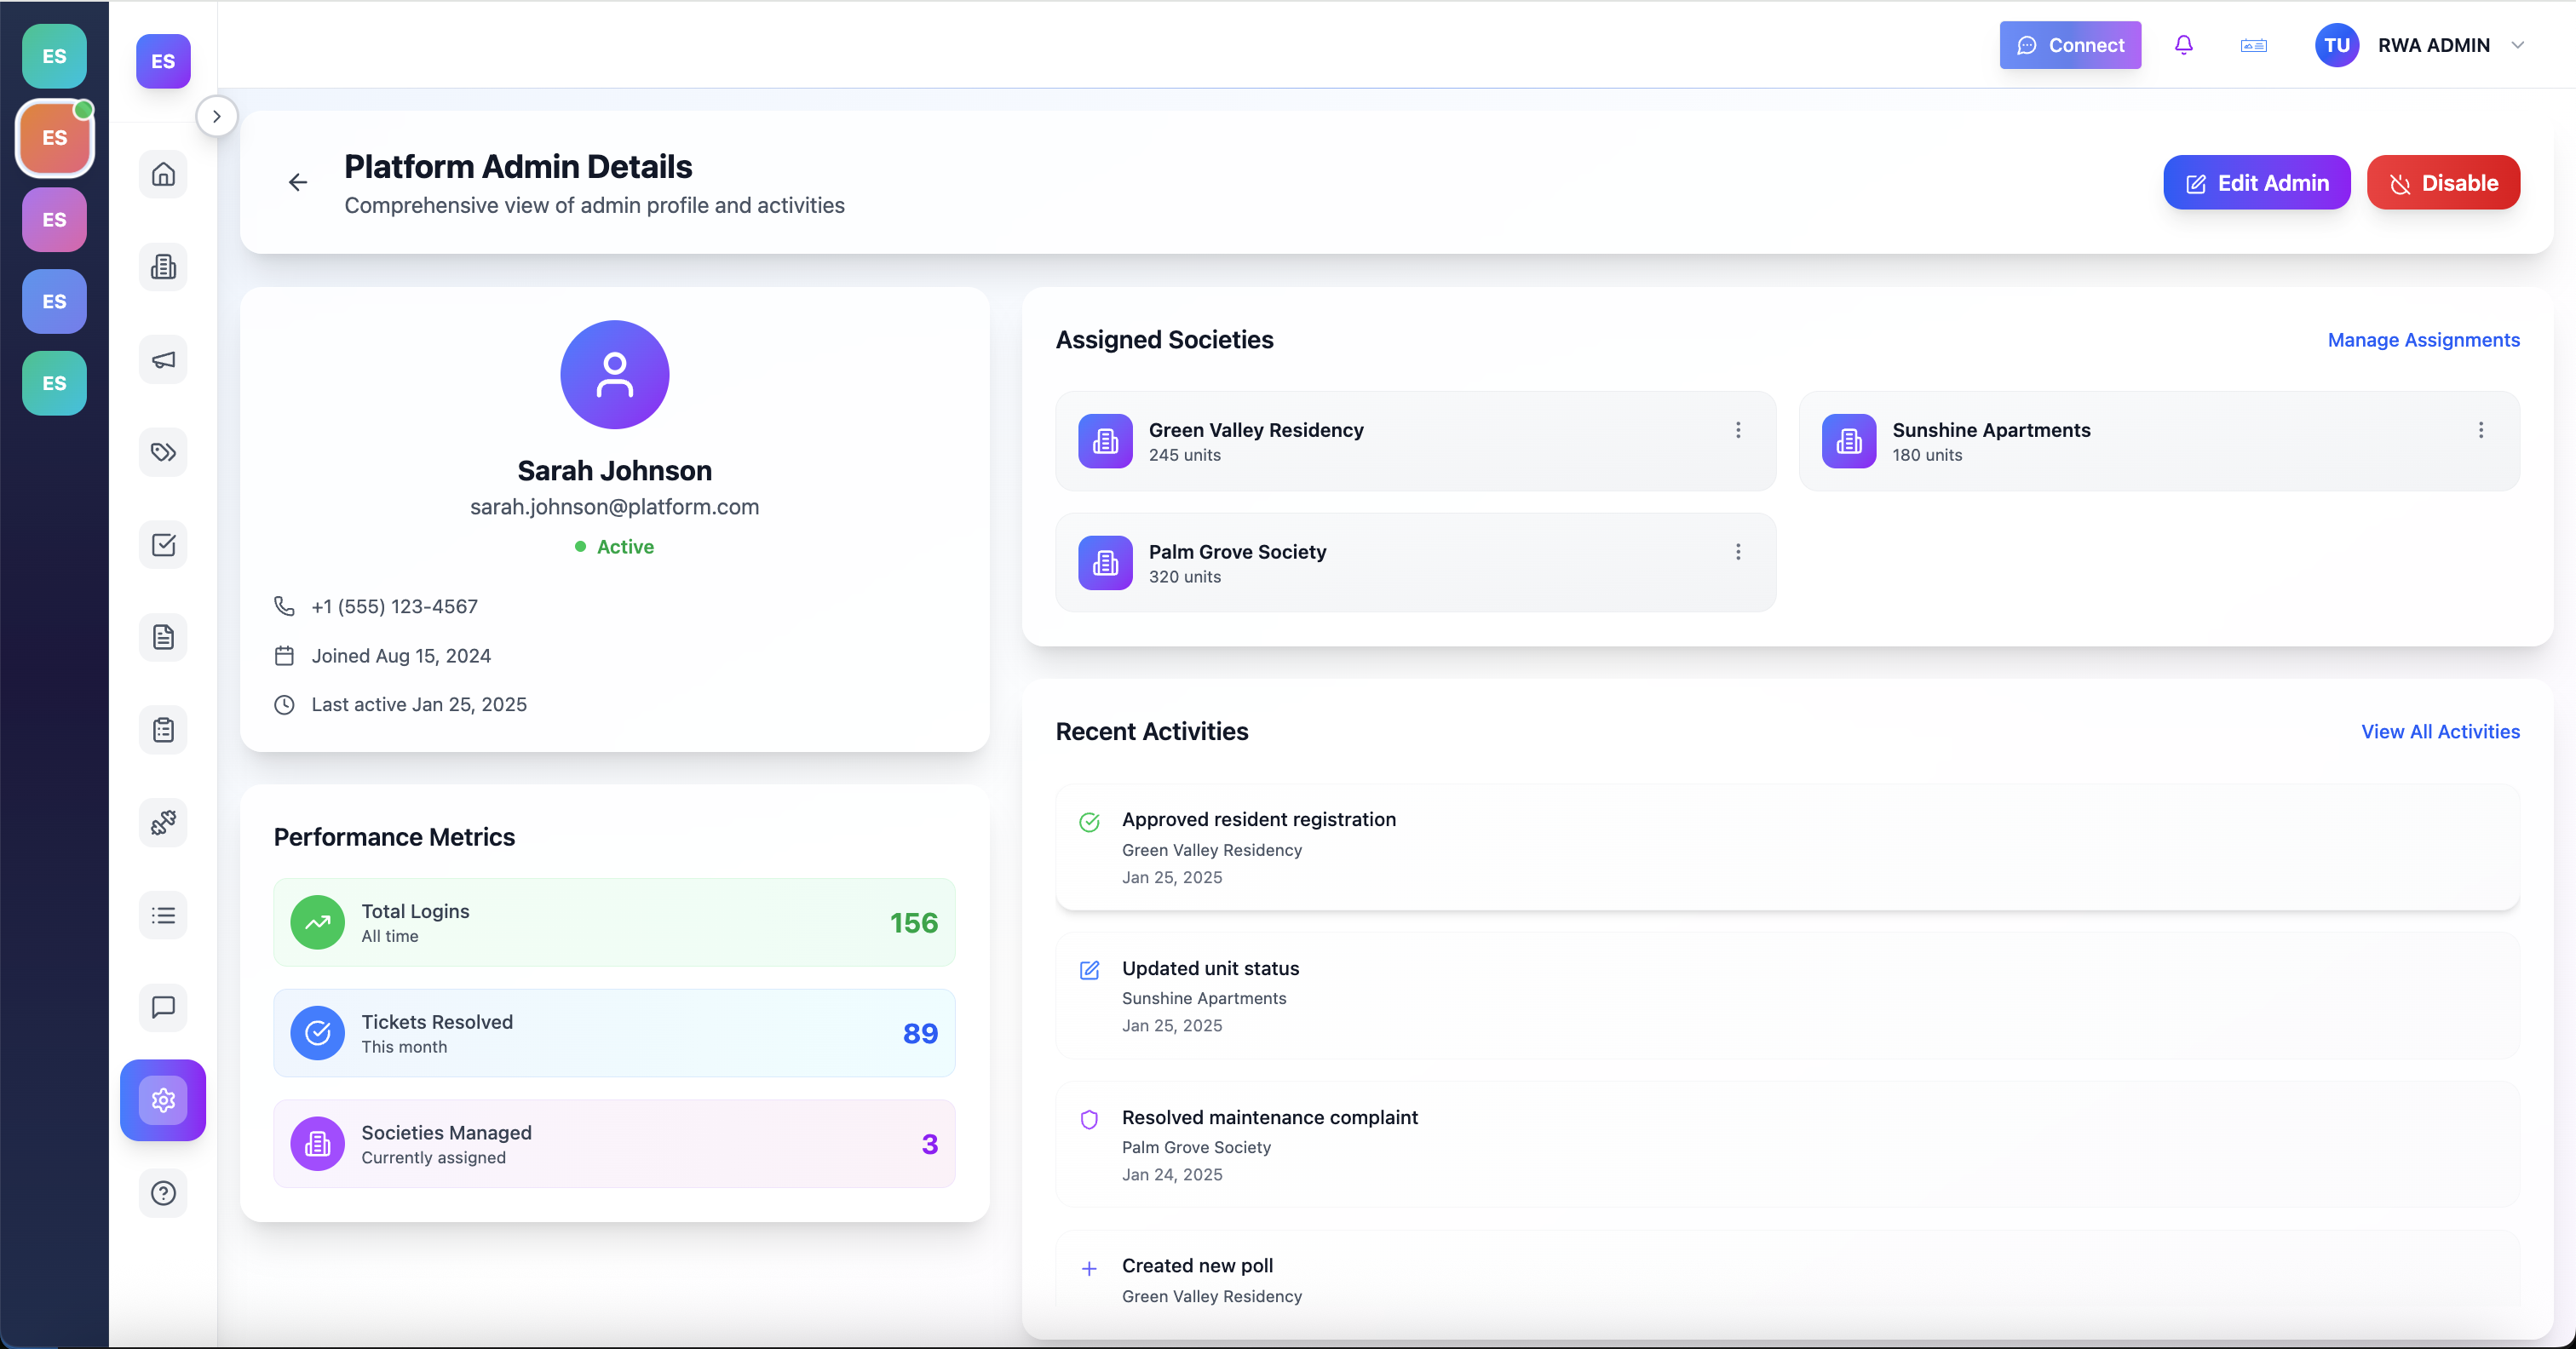 ES
ES
ES
ES
ES
ES
Connect
TU
RWA ADMIN
Platform Admin Details
Comprehensive view of admin profile and activities
Edit Admin
Disable
Sarah Johnson
sarah.johnson@platform.com
Active
+1 (555) 123-4567
Joined Aug 15, 2024
Last active Jan 25, 2025
Performance Metrics
Total Logins
All time
156
Tickets Resolved
This month
89
Societies Managed
Currently assigned
3
Assigned Societies
Manage Assignments
Green Valley Residency
245 units
Sunshine Apartments
180 units
Palm Grove Society
320 units
Recent Activities
View All Activities
Approved resident registration
Green Valley Residency
Jan 25, 2025
Updated unit status
Sunshine Apartments
Jan 25, 2025
Resolved maintenance complaint
Palm Grove Society
Jan 24, 2025
Created new poll
Green Valley Residency